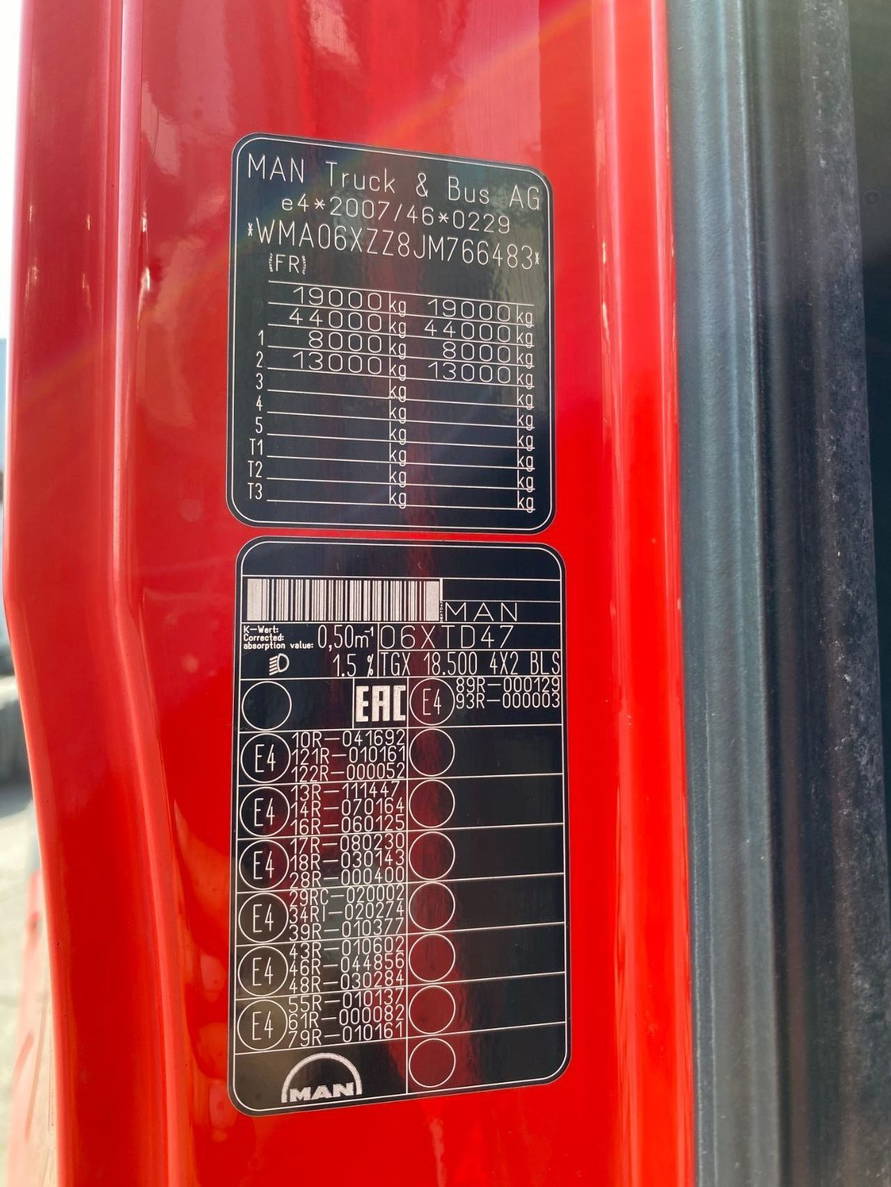 MAN Truck & Bus AG
e4*2007/46*0229
*WMA06XZZ8JM766483*
(FR)
19000 kg 19000 kg
44000 kg 44000 kg
1 8000 kg 8000 kg
2 13000 kg 13000 kg
3 kg kg
4 kg kg
5 kg kg
T1 kg kg
T2 kg kg
T3 kg kg
MAN
K-Wert:
Corrected
absorption value: 0,50m-1
06XTD47
1.5 %
TGX 18.500 4X2 BLS
EAC
E4 89R-000129
93R-000003
E4 10R-041692
121R-010161
122R-000052
E4 13R-111447
14R-070164
16R-060125
E4 17R-080230
18R-030143
28R-000400
E4 29RC-020002
34RI-020274
39R-010377
E4 43R-010602
46R-044856
48R-030284
E4 55R-010137
61R-000082
79R-010161
MAN